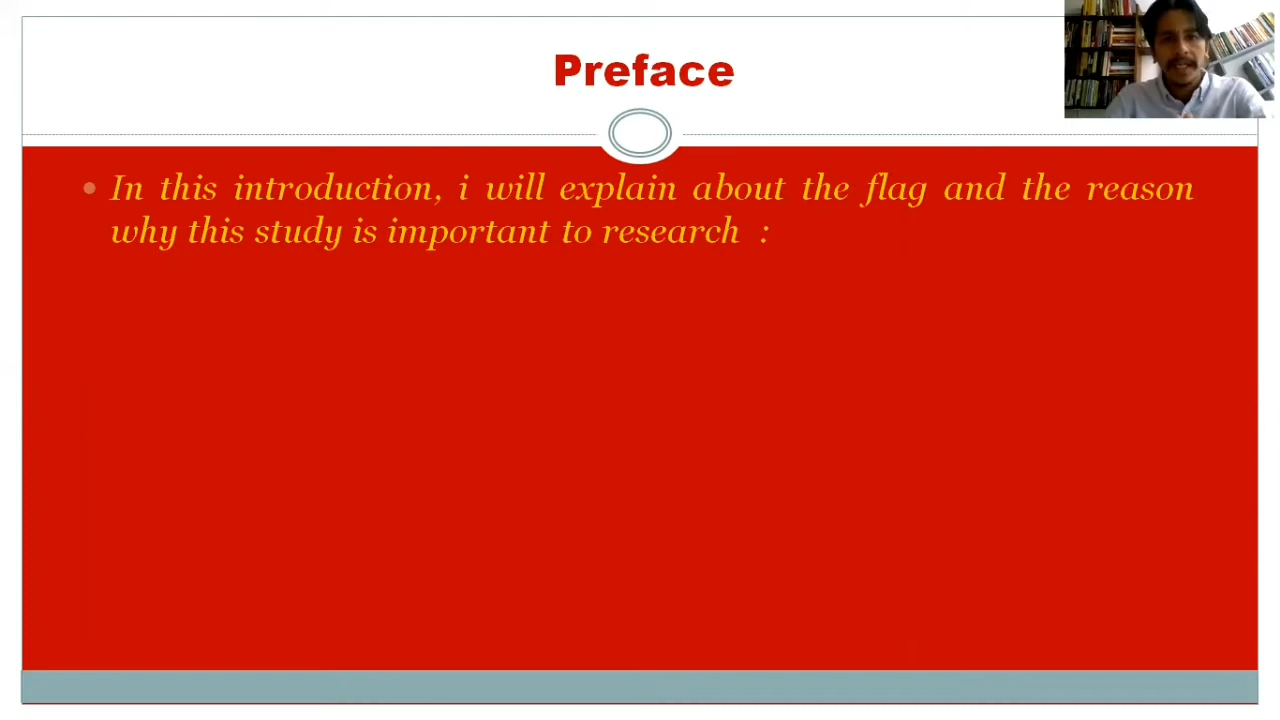 Preface
In this introduction, i will explain about the flag and the reason
why this study is important to research :